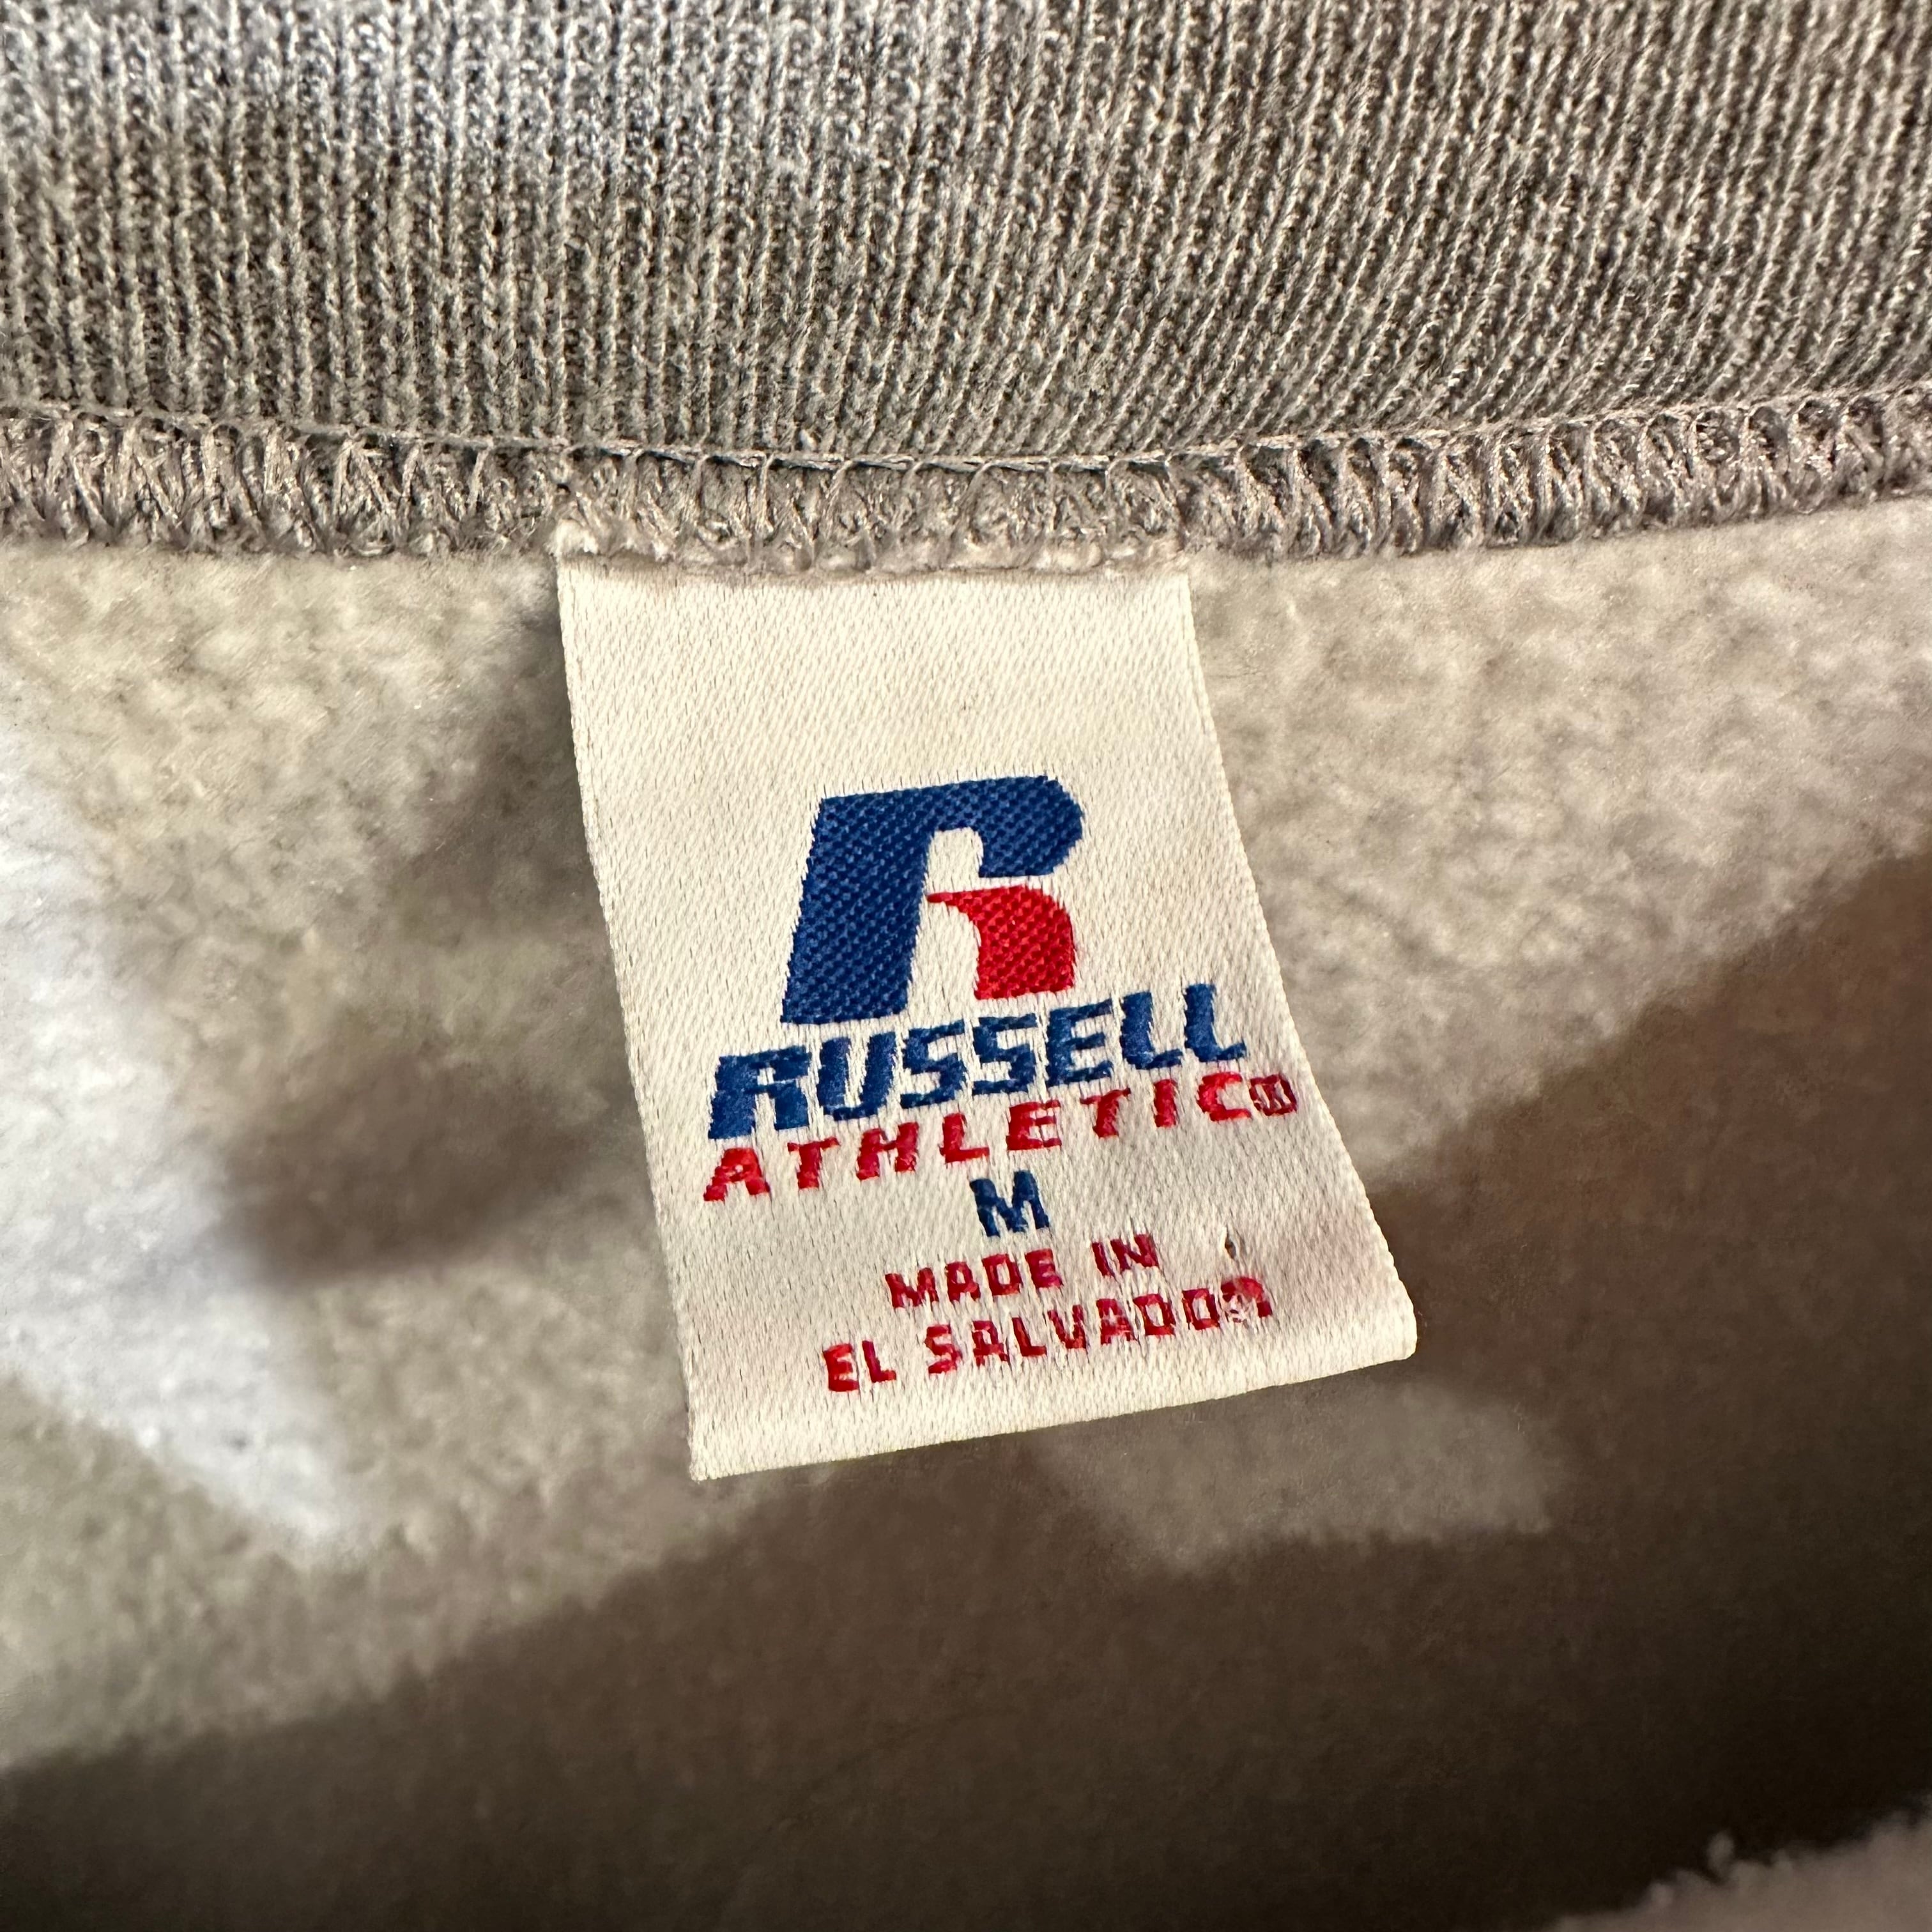 R
RUSSELL
ATHLETIC®
M
MADE IN
EL SALVADOR